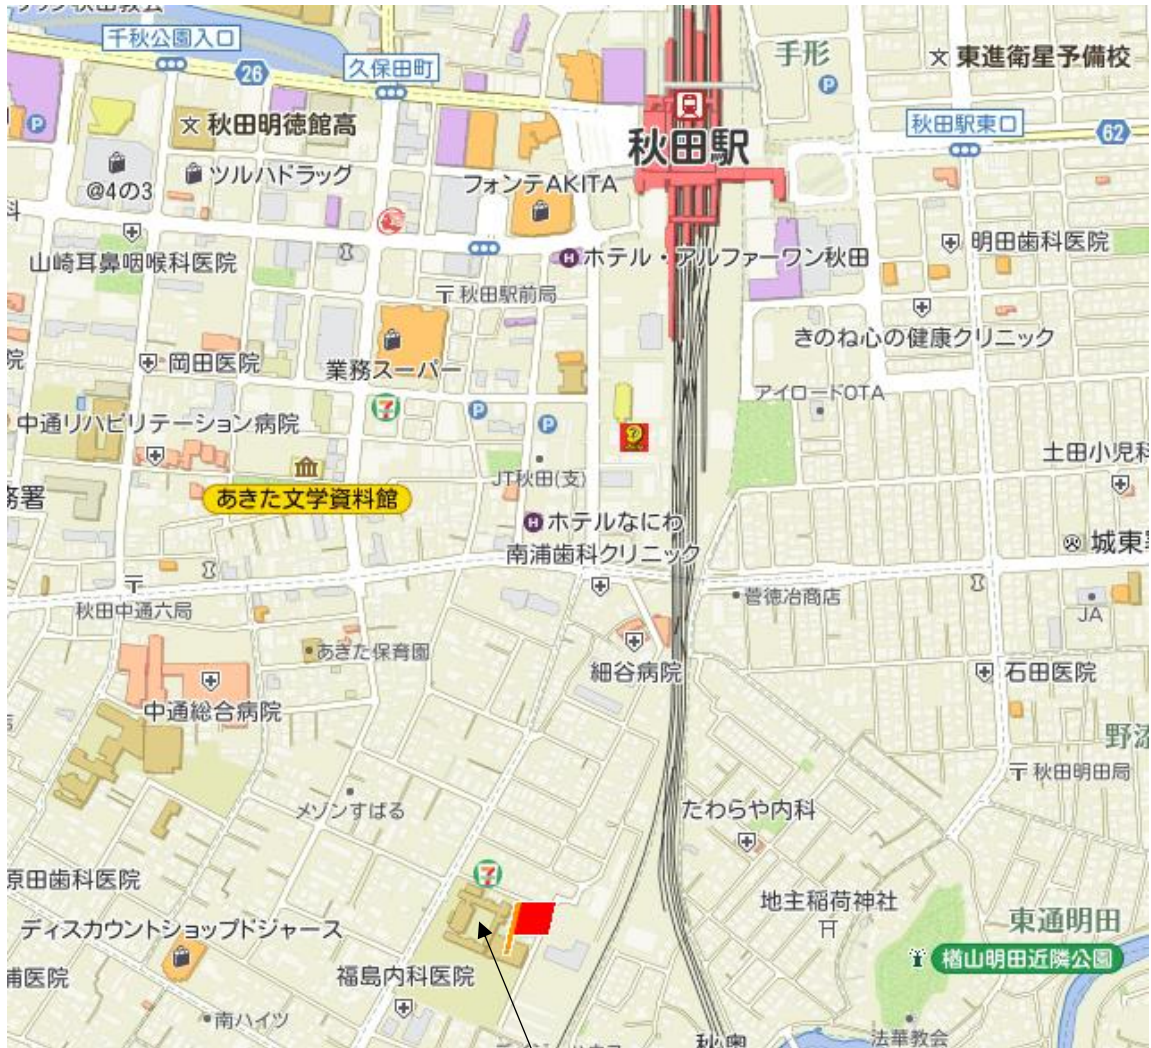 千秋公園入口
26
久保田町
手形
東進衛星予備校
秋田明徳館高
秋田駅
秋田駅東口
62
@4の3
ツルハドラッグ
フォンテAKITA
山崎耳鼻咽喉科医院
ホテル・アルファーワン秋田
明田歯科医院
〒秋田駅前局
きのね心の健康クリニック
院
岡田医院
業務スーパー
アイロードOTA
中通リハビリテーション病院
土田小児科
務署
あきた文学資料館
JT秋田(支)
ホテルなにわ
南浦歯科クリニック
城東
秋田中通六局
菅徳冶商店
JA
あきた保育園
細谷病院
石田医院
中通総合病院
野添
〒秋田明田局
メゾンすばる
たわらや内科
原田歯科医院
地主稲荷神社
東通明田
ディスカウントショップドジャース
楢山明田近隣公園
浦医院
福島内科医院
南ハイツ
法華教会